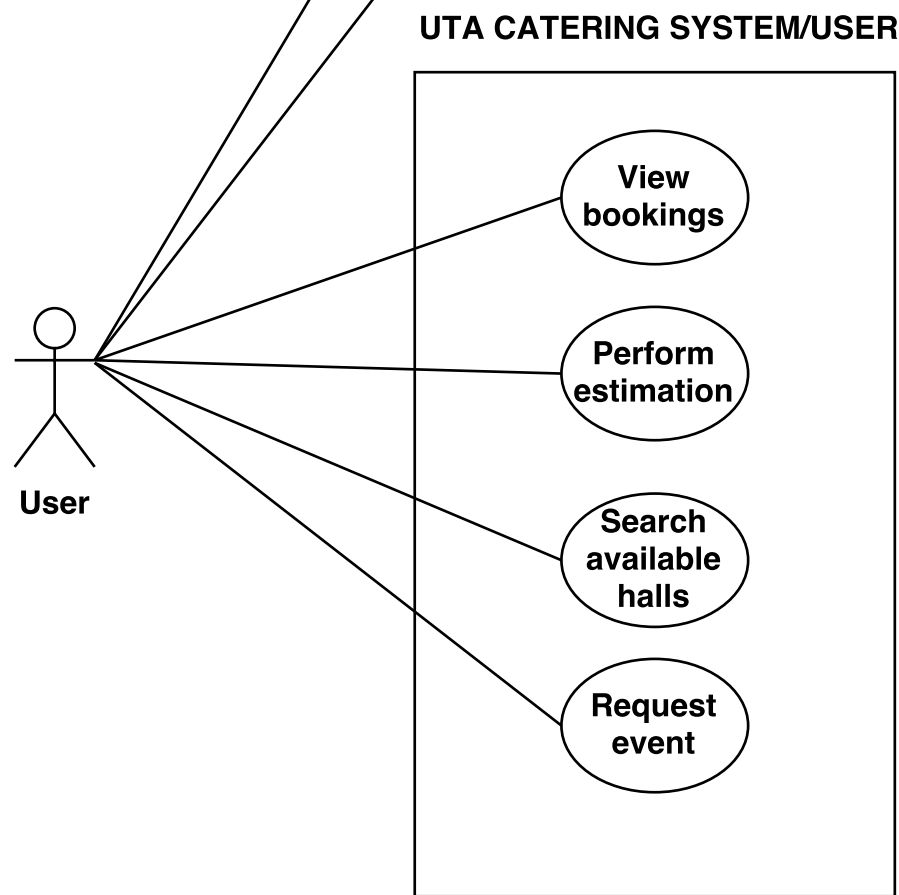 UTA CATERING SYSTEM/USER
View
bookings
Perform
estimation
Search
available
halls
Request
event
User